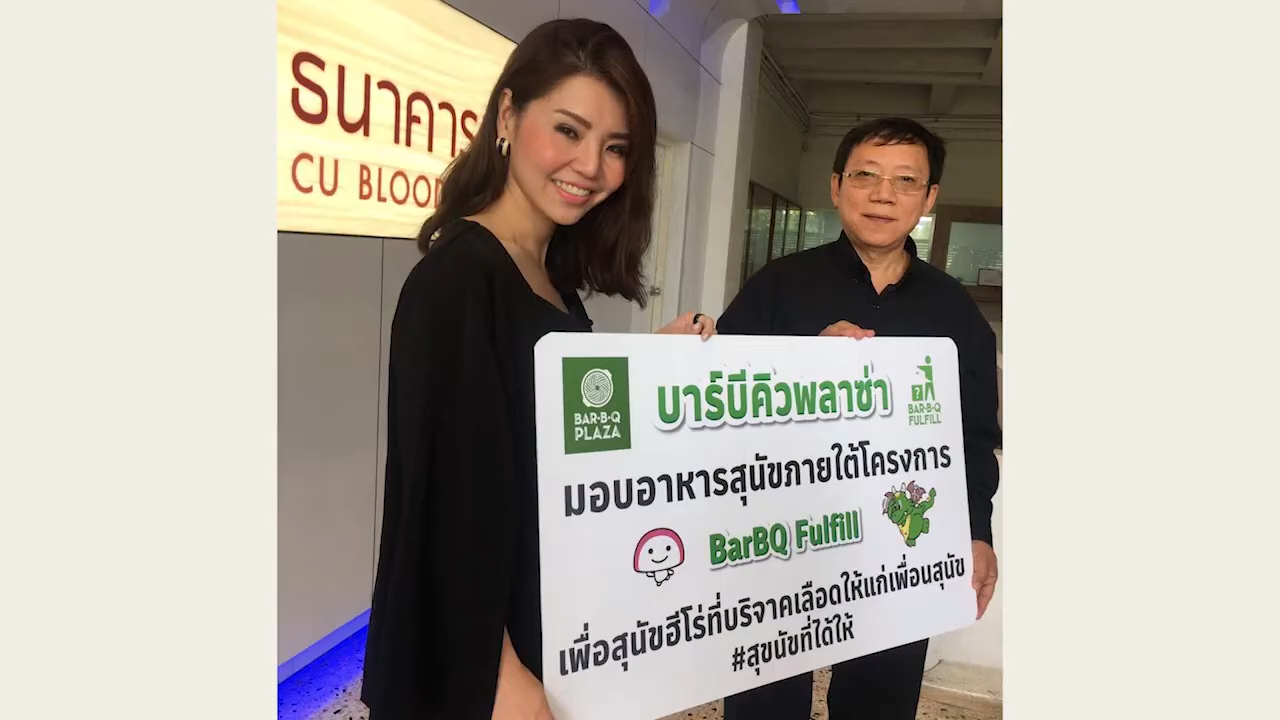 ธนาคาร
CU BLOOD
BAR·B·Q
PLAZA
บาร์บีคิวพลาซ่า
?
BAR·B·Q
FULFILL
มอบอาหารสุนัขภายใต้โครงการ
BarBQ Fulfill
เพื่อสุนัขฮีโร่ที่บริจาคเลือดให้แก่เพื่อนสุนัข
#สุขนัขที่ได้ให้